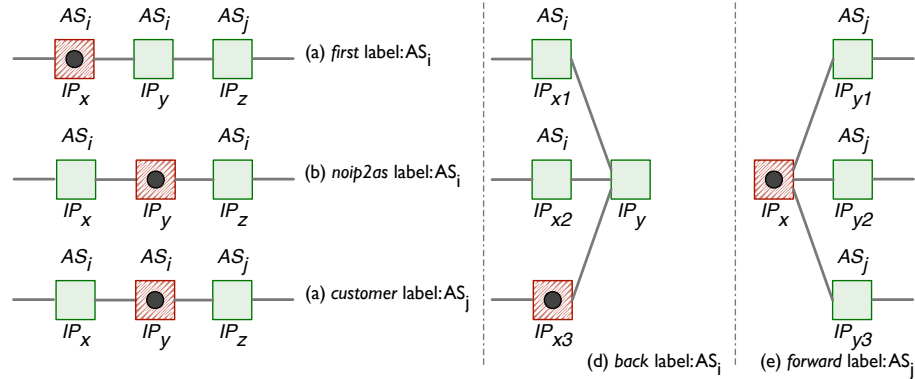 AS_i AS_i AS_j
(a) first label:AS_i
IP_x IP_y IP_z
AS_i AS_i
(b) noip2as label:AS_i
IP_x IP_y IP_z
AS_i AS_i AS_j
(a) customer label:AS_j
IP_x IP_y IP_z
AS_i
IP_x1
AS_i
IP_x2 IP_y
IP_x3
(d) back label:AS_i
AS_j
IP_y1
AS_j
IP_x IP_y2
AS_j
IP_y3
(e) forward label:AS_j